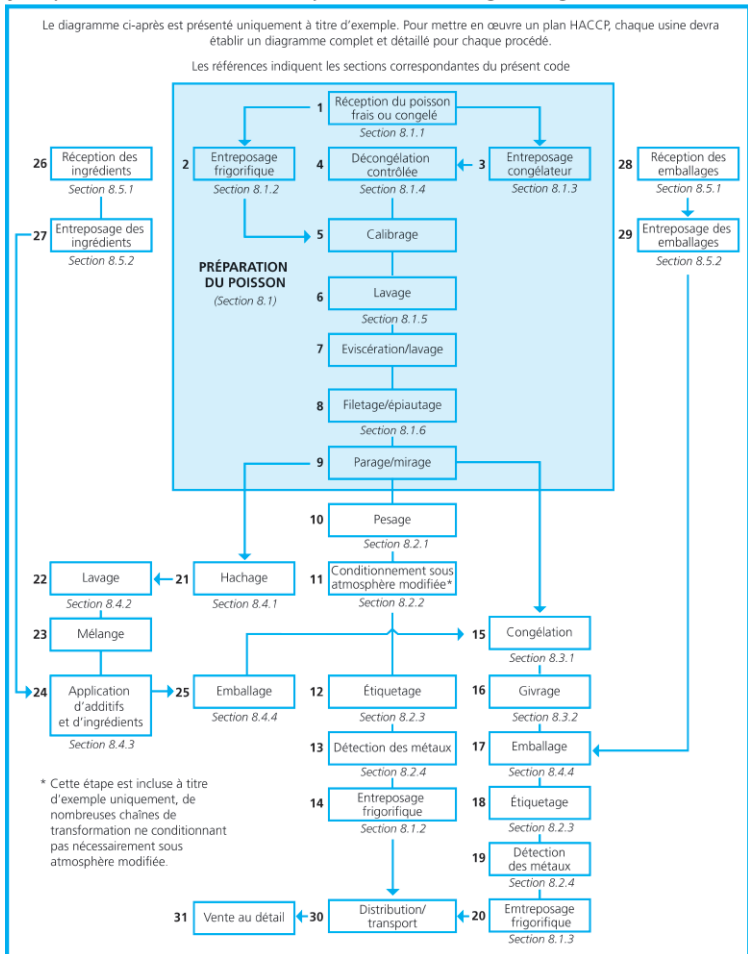 Le diagramme ci-après est présenté uniquement à titre d'exemple. Pour mettre en œuvre un plan HACCP, chaque usine devra
établir un diagramme complet et détaillé pour chaque procédé.
Les références indiquent les sections correspondantes du présent code
1 Réception du poisson
frais ou congelé
Section 8.1.1
26 Réception des
ingrédients
Section 8.5.1
2 Entreposage
frigorifique
Section 8.1.2
4 Décongélation
contrôlée
Section 8.1.4
3 Entreposage
congélateur
Section 8.1.3
28 Réception des
emballages
Section 8.5.1
27 Entreposage des
ingrédients
Section 8.5.2
5 Calibrage
29 Entreposage des
emballages
Section 8.5.2
PRÉPARATION
DU POISSON
(Section 8.1)
6 Lavage
Section 8.1.5
7 Eviscération/lavage
8 Filetage/épiautage
Section 8.1.6
9 Parage/mirage
10 Pesage
Section 8.2.1
22 Lavage
Section 8.4.2
21 Hachage
Section 8.4.1
11 Conditionnement sous
atmosphère modifiée*
Section 8.2.2
23 Mélange
15 Congélation
Section 8.3.1
24 Application
d'additifs
et d'ingrédients
Section 8.4.3
25 Emballage
Section 8.4.4
12 Étiquetage
Section 8.2.3
16 Givrage
Section 8.3.2
13 Détection des métaux
Section 8.2.4
17 Emballage
Section 8.4.4
* Cette étape est incluse à titre
d'exemple uniquement, de
nombreuses chaînes de
transformation ne conditionnant
pas nécessairement sous
atmosphère modifiée.
14 Entreposage
frigorifique
Section 8.1.2
18 Étiquetage
Section 8.2.3
19 Détection
des métaux
Section 8.2.4
31 Vente au détail
30 Distribution/
transport
20 Emtreposage
frigorifique
Section 8.1.3